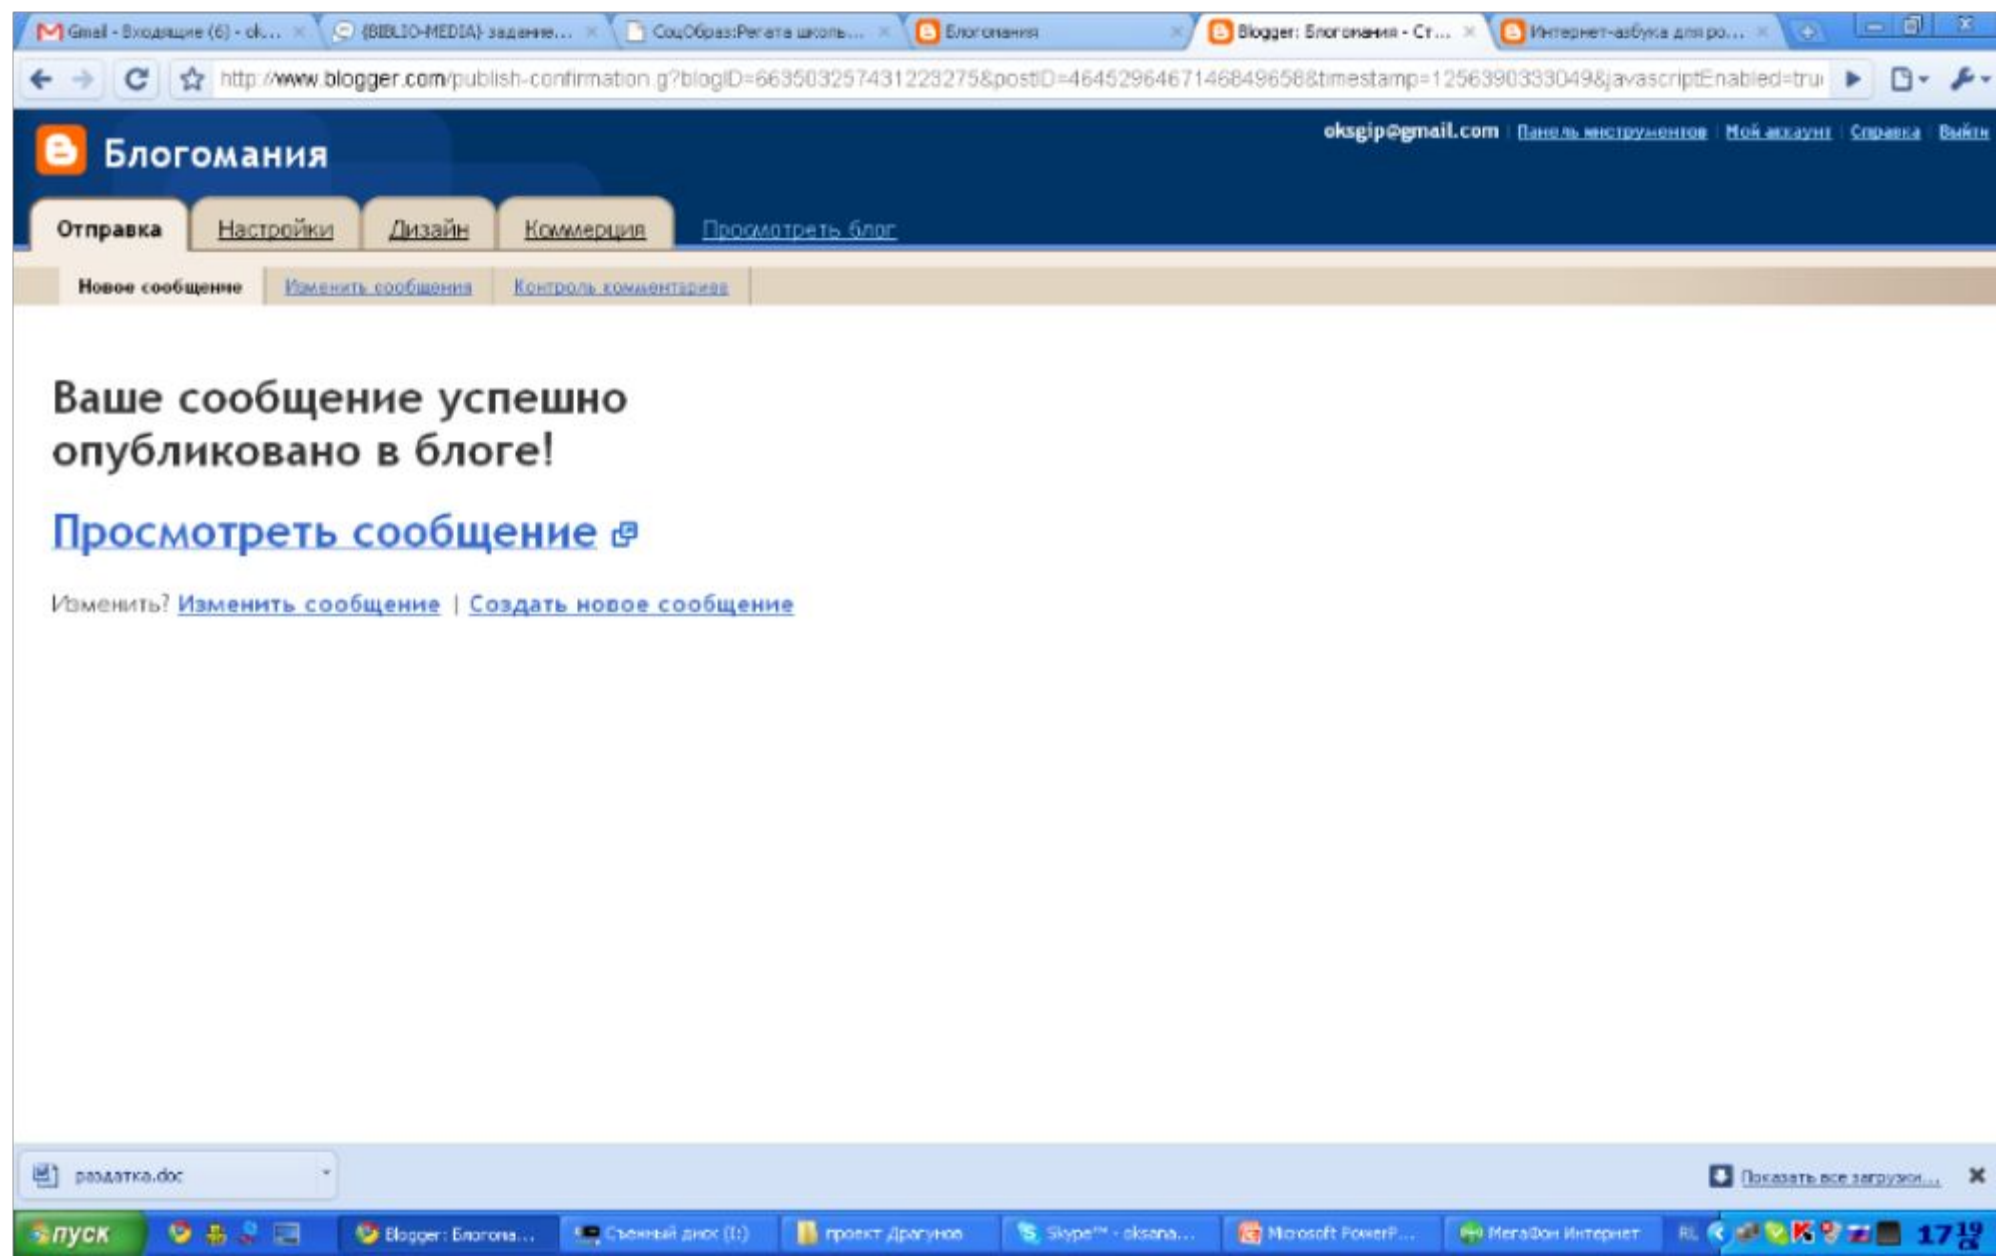 Gmail - Входящие (6) - ok...
{BIBLIO-MEDIA} задание...
СоцОбраз:Регата школь...
Блогомания
Blogger: Блогомания - Ст...
Интернет-азбука для ро...
http://www.blogger.com/publish-confirmation.g?blogID=663503257431223275&postID=4645296467146849658&timestamp=1256390333049&javascriptEnabled=tru
Блогомания
oksgip@gmail.com | Панель инструментов | Мой аккаунт | Справка | Выйти
Отправка Настройки Дизайн Коммерция Просмотреть блог
Новое сообщение Изменить сообщения Контроль комментариев
Ваше сообщение успешно
опубликовано в блоге!
Просмотреть сообщение
Изменить? Изменить сообщение | Создать новое сообщение
раздатка.doc
Показать все загрузки...
пуск
Blogger: Блогома...
Съемный диск (I:)
проект Драгунов
Skype™ - oksana...
Microsoft PowerP...
МегаФон Интернет
17 19
Сб